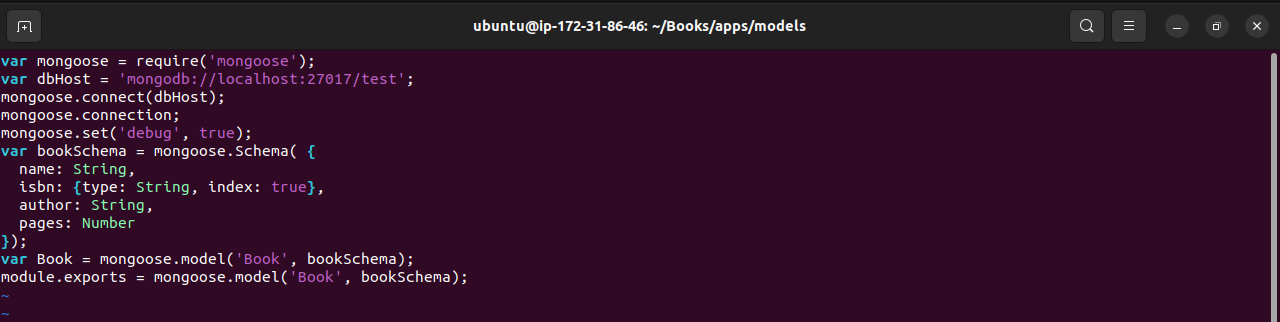 ubuntu@ip-172-31-86-46: ~/Books/apps/models
var mongoose = require('mongoose');
var dbHost = 'mongodb://localhost:27017/test';
mongoose.connect(dbHost);
mongoose.connection;
mongoose.set('debug', true);
var bookSchema = mongoose.Schema( {
  name: String,
  isbn: {type: String, index: true},
  author: String,
  pages: Number
});
var Book = mongoose.model('Book', bookSchema);
module.exports = mongoose.model('Book', bookSchema);
~
~